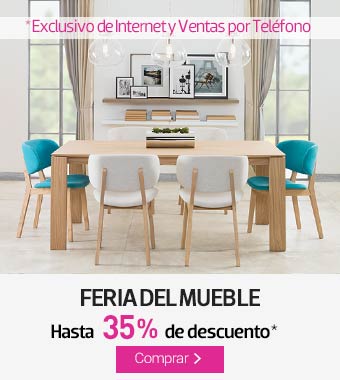 *Exclusivo de Internet y Ventas por Teléfono
FERIA DEL MUEBLE
Hasta 35% de descuento*
Comprar >